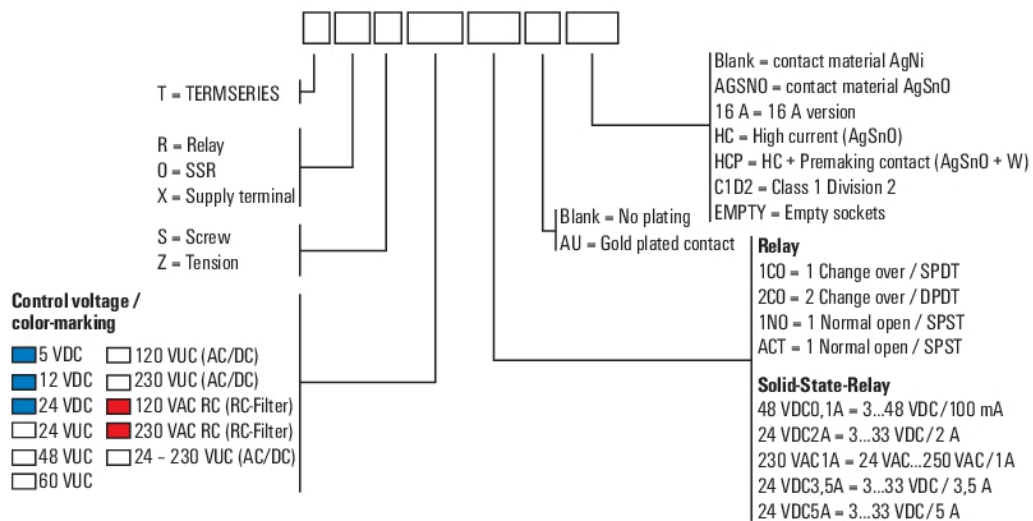 T = TERMSERIES
R = Relay
O = SSR
X = Supply terminal
S = Screw
Z = Tension
Control voltage /
color-marking
5 VDC 120 VUC (AC/DC)
12 VDC 230 VUC (AC/DC)
24 VDC 120 VAC RC (RC-Filter)
24 VUC 230 VAC RC (RC-Filter)
48 VUC 24 – 230 VUC (AC/DC)
60 VUC
Blank = contact material AgNi
AGSNO = contact material AgSnO
16 A = 16 A version
HC = High current (AgSnO)
HCP = HC + Premaking contact (AgSnO + W)
C1D2 = Class 1 Division 2
EMPTY = Empty sockets
Blank = No plating
AU = Gold plated contact
Relay
1CO = 1 Change over / SPDT
2CO = 2 Change over / DPDT
1NO = 1 Normal open / SPST
ACT = 1 Normal open / SPST
Solid-State-Relay
48 VDC0,1A = 3...48 VDC/100 mA
24 VDC2A = 3...33 VDC/2 A
230 VAC1A = 24 VAC...250 VAC/1A
24 VDC3,5A = 3...33 VDC / 3,5 A
24 VDC5A = 3...33 VDC/5 A